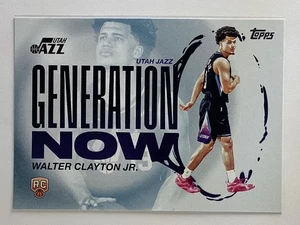 UTAH
JAZZ
Topps
UTAH JAZZ
GENERATION
NOW
WALTER CLAYTON JR.
RC